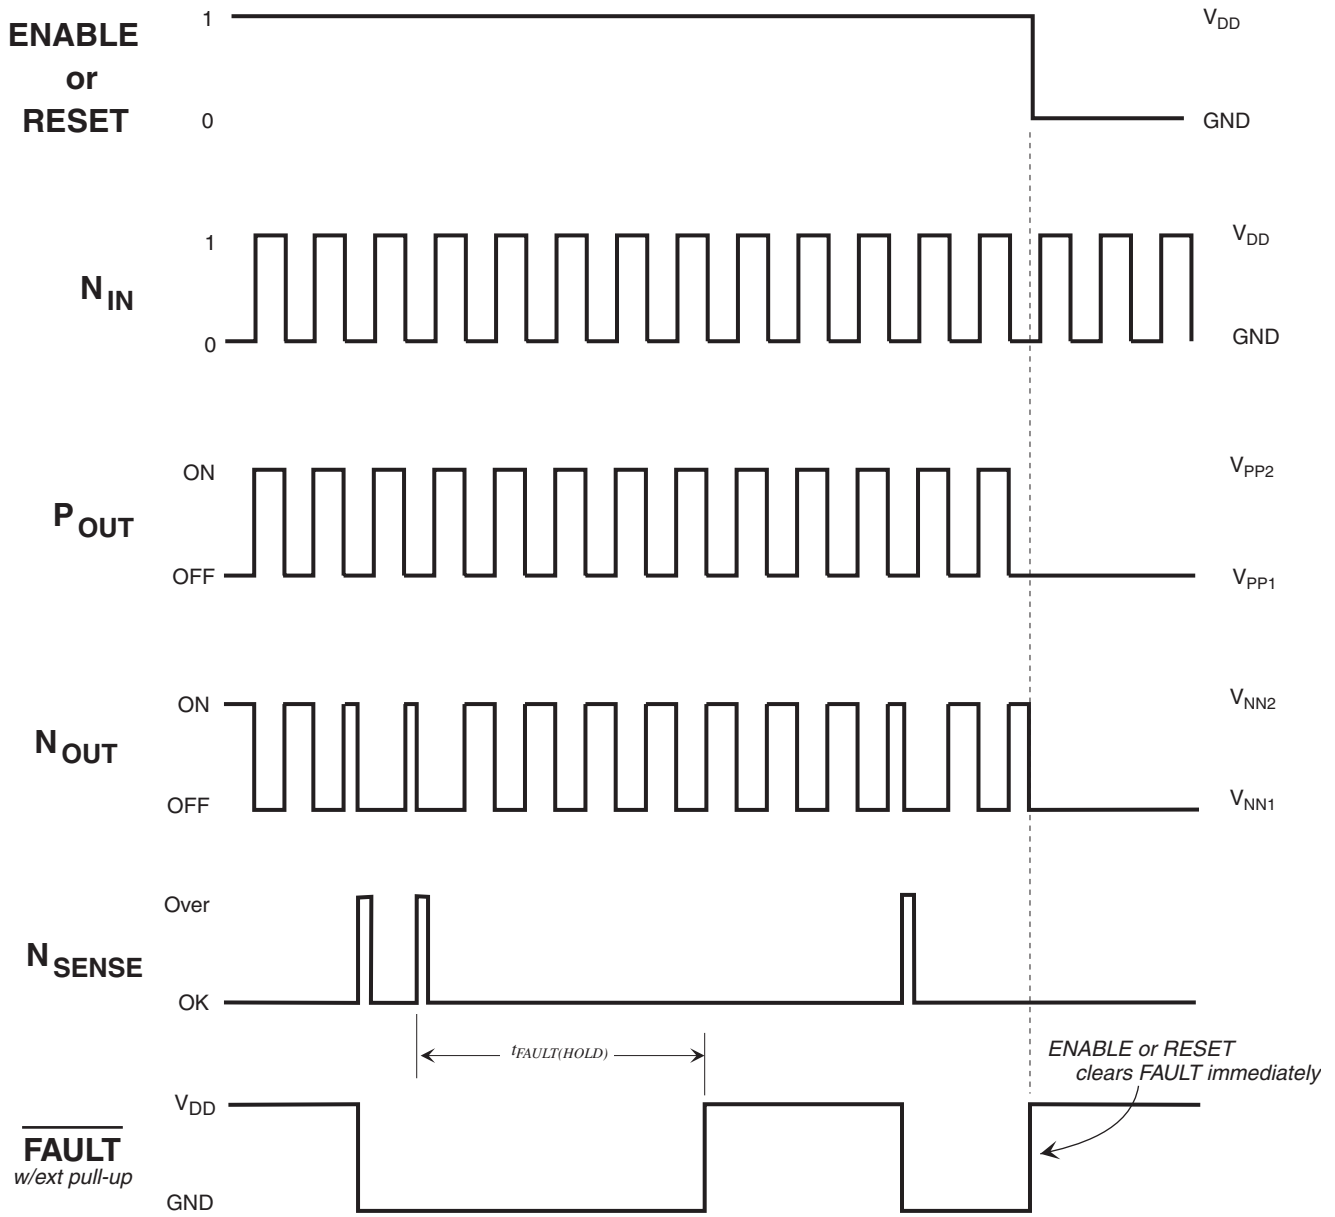 ENABLE
or
RESET
1
0
VDD
GND
NIN
1
0
VDD
GND
POUT
ON
OFF
VPP2
VPP1
NOUT
ON
OFF
VNN2
VNN1
NSENSE
Over
OK
tFAULT(HOLD)
ENABLE or RESET
clears FAULT immediately
FAULT
w/ext pull-up
VDD
GND